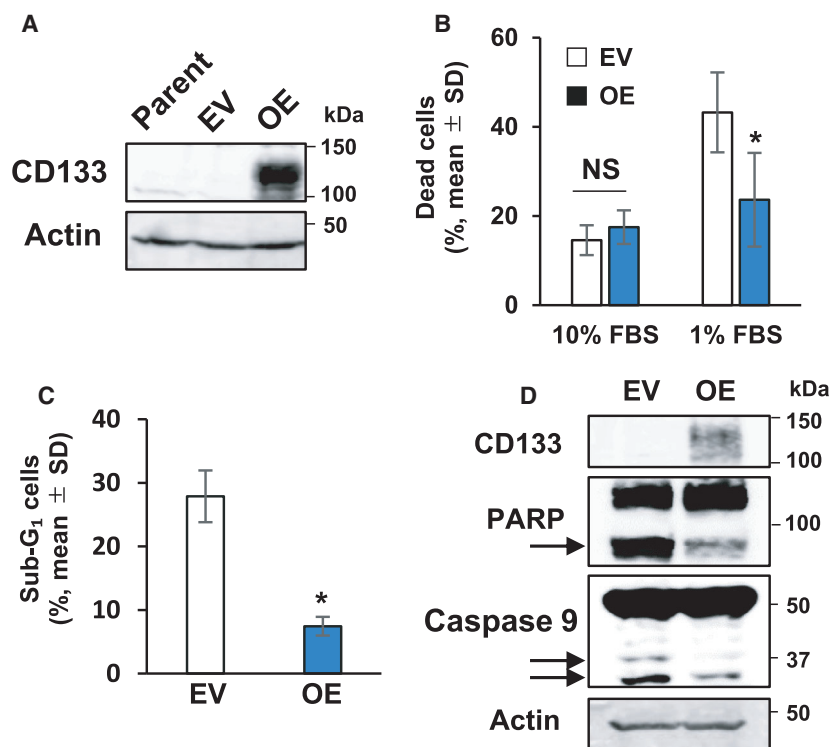 A
Parent
EV
OE
kDa
CD133
150
100
Actin
50
B
Dead cells
(%, mean ± SD)
60
40
20
0
EV
OE
NS
*
10% FBS
1% FBS
C
Sub-G₁ cells
(%, mean ± SD)
40
30
20
10
0
*
EV
OE
D
EV
OE
kDa
CD133
150
100
PARP
100
Caspase 9
50
37
Actin
50